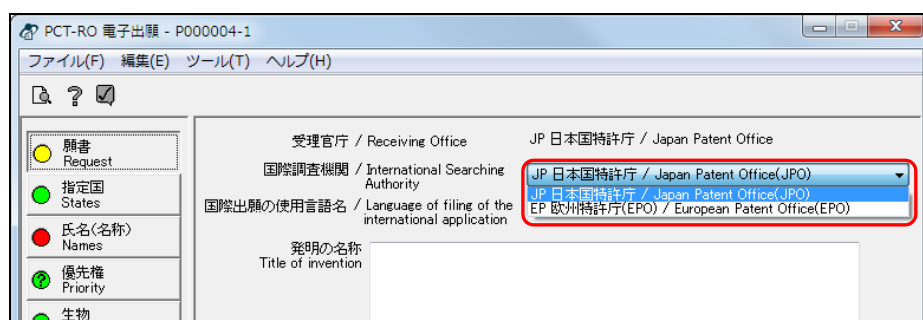 PCT-RO 電子出願 - P000004-1
ファイル(F) 編集(E) ツール(T) ヘルプ(H)
願書
Request
指定国
States
氏名(名称)
Names
優先権
Priority
生物
受理官庁 / Receiving Office
JP 日本国特許庁 / Japan Patent Office
国際調査機関 / International Searching
Authority
JP 日本国特許庁 / Japan Patent Office(JPO)
JP 日本国特許庁 / Japan Patent Office(JPO)
EP 欧州特許庁(EPO) / European Patent Office(EPO)
国際出願の使用言語名 / Language of filing of the
international application
発明の名称
Title of invention